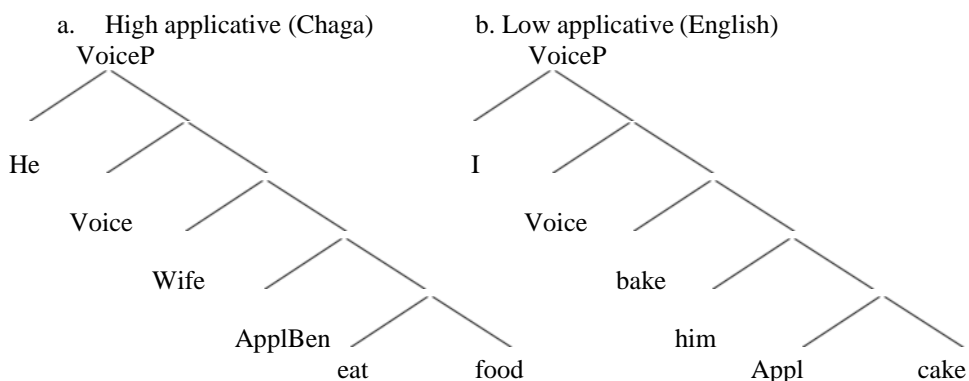 a. High applicative (Chaga) b. Low applicative (English)
VoiceP VoiceP
He I
Voice Voice
Wife bake
ApplBen him
eat food Appl cake